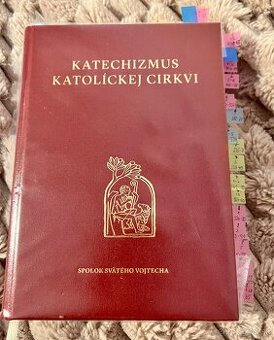 KATECHIZMUS
KATOLÍCKEJ CIRKVI
SPOLOK SVÄTÉHO VOJTECHA